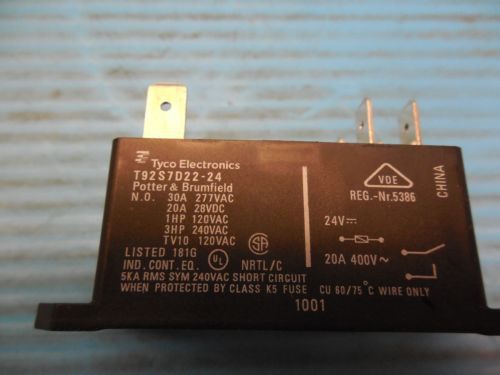 Tyco Electronics
T92S7D22-24
Potter & Brumfield
N.O. 30A 277VAC
20A 28VDC
1HP 120VAC
3HP 240VAC
TV10 120VAC
LISTED 181G
IND. CONT. EQ.
UL
SA
NRTL/C
5KA RMS SYM 240VAC SHORT CIRCUIT
WHEN PROTECTED BY CLASS K5 FUSE
VDE
REG.-Nr.5386
24V⎓
20A 400V~
CU 60/75°C WIRE ONLY
1001
CHINA